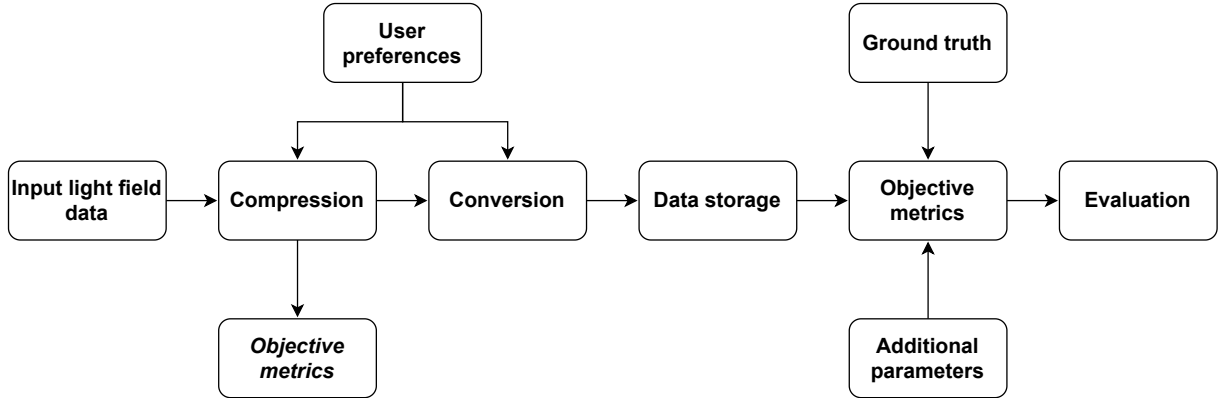 User
preferences
Ground truth
Input light field
data
Compression
Conversion
Data storage
Objective
metrics
Evaluation
Objective
metrics
Additional
parameters